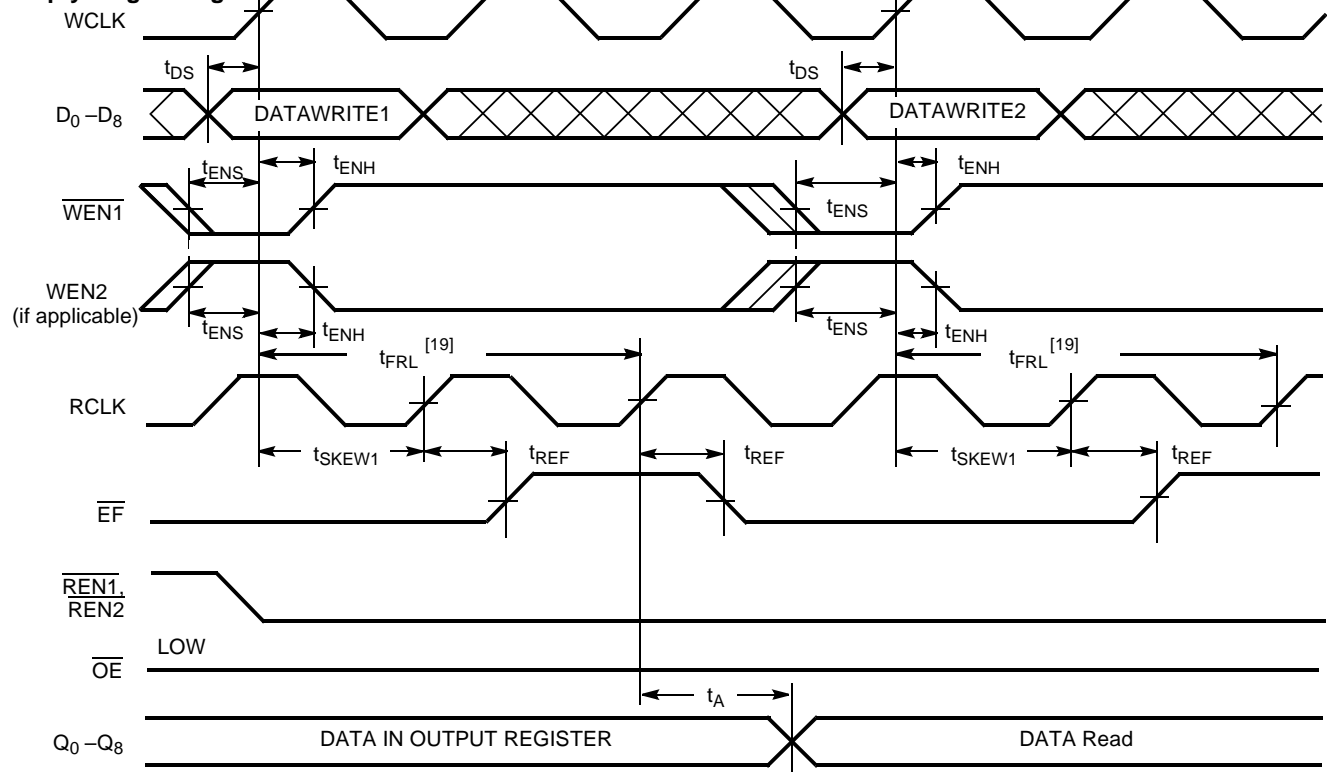 WCLK
tDS
tDS
D0 –D8
DATAWRITE1
DATAWRITE2
tENS
tENH
tENH
WEN1
tENS
WEN2
(if applicable)
tENS
tENH
tENS
tENH
tFRL [19]
tFRL [19]
RCLK
tSKEW1
tREF
tREF
tSKEW1
tREF
EF
REN1,
REN2
LOW
OE
tA
Q0 –Q8
DATA IN OUTPUT REGISTER
DATA Read